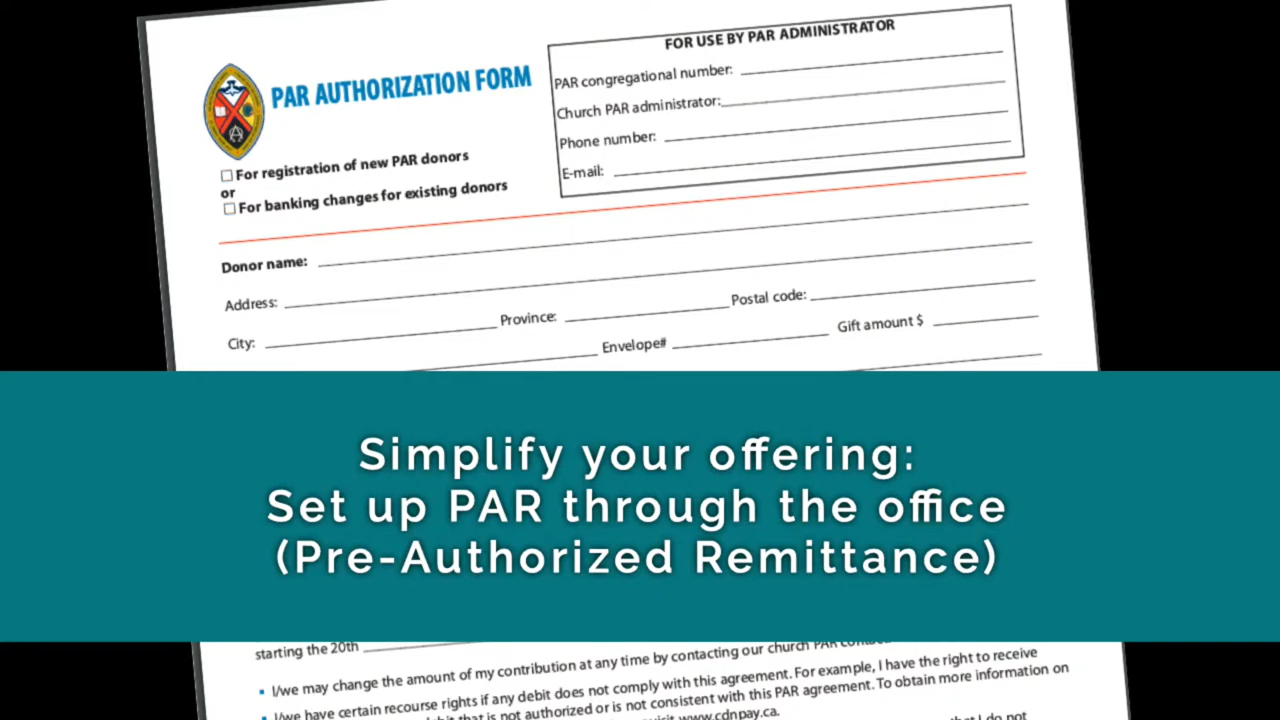 FOR USE BY PAR ADMINISTRATOR
PAR AUTHORIZATION FORM
PAR congregational number:
Church PAR administrator:
Phone number:
E-mail:
For registration of new PAR donors
or
For banking changes for existing donors
Donor name:
Address:
City: Province: Postal code:
Envelope# Gift amount $
Simplify your offering:
Set up PAR through the office
(Pre-Authorized Remittance)
starting the 20th
▪ I/we may change the amount of my contribution at any time by contacting our church PAR
▪ I/we have certain recourse rights if any debit does not comply with this agreement. For example, I have the right to receive
that is not authorized or is not consistent with this PAR agreement. To obtain more information on
visit www.cdnpay.ca.
that I do not